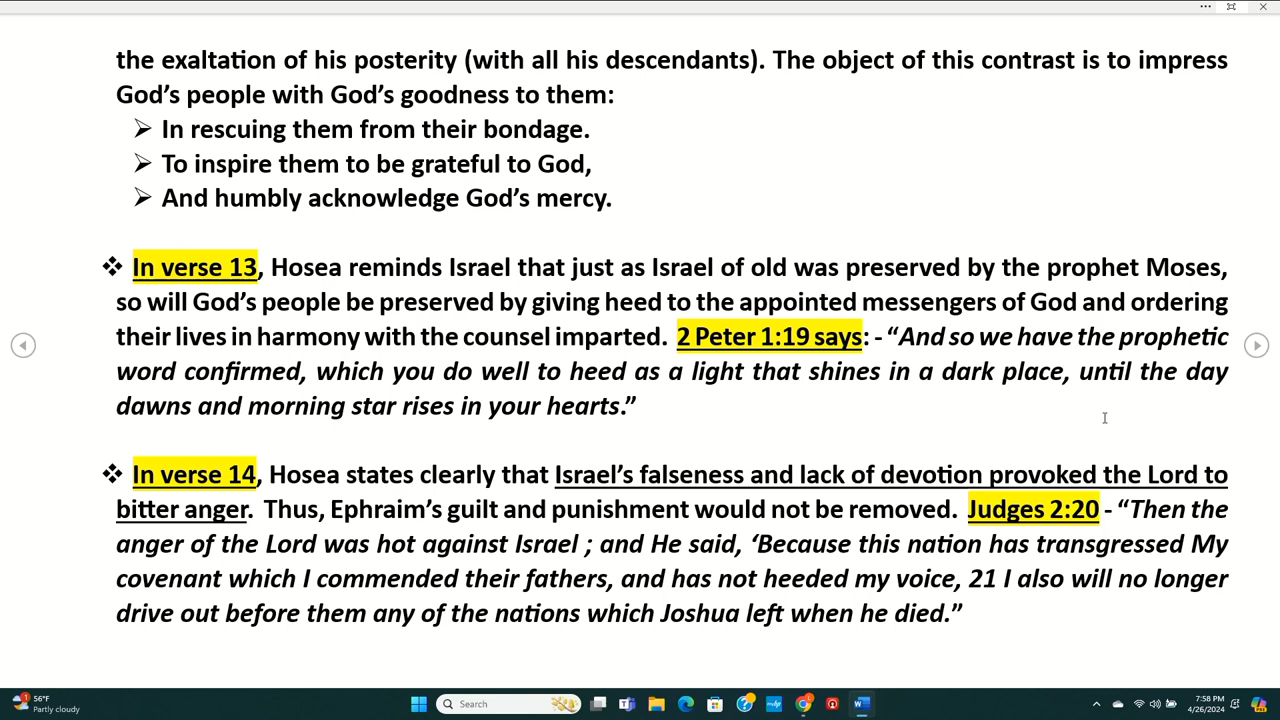 the exaltation of his posterity (with all his descendants). The object of this contrast is to impress
God's people with God's goodness to them:
➢ In rescuing them from their bondage.
➢ To inspire them to be grateful to God,
➢ And humbly acknowledge God's mercy.
❖ In verse 13, Hosea reminds Israel that just as Israel of old was preserved by the prophet Moses,
so will God's people be preserved by giving heed to the appointed messengers of God and ordering
their lives in harmony with the counsel imparted. 2 Peter 1:19 says: - "And so we have the prophetic
word confirmed, which you do well to heed as a light that shines in a dark place, until the day
dawns and morning star rises in your hearts."
❖ In verse 14, Hosea states clearly that Israel's falseness and lack of devotion provoked the Lord to
bitter anger. Thus, Ephraim's guilt and punishment would not be removed. Judges 2:20 - "Then the
anger of the Lord was hot against Israel ; and He said, 'Because this nation has transgressed My
covenant which I commended their fathers, and has not heeded my voice, 21 I also will no longer
drive out before them any of the nations which Joshua left when he died."
1
56°F
Partly cloudy
Search
7:58 PM
4/26/2024